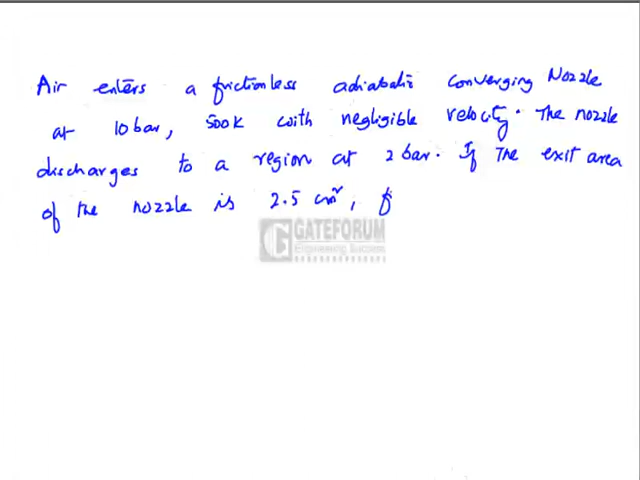 Air enters a frictionless adiabatic converging Nozzle
at 10 bar, 500K with negligible velocity. The nozzle
discharges to a region at 2 bar. If the exit area
of the nozzle is 2.5 cm², f
GATEFORUM
Engineering Success